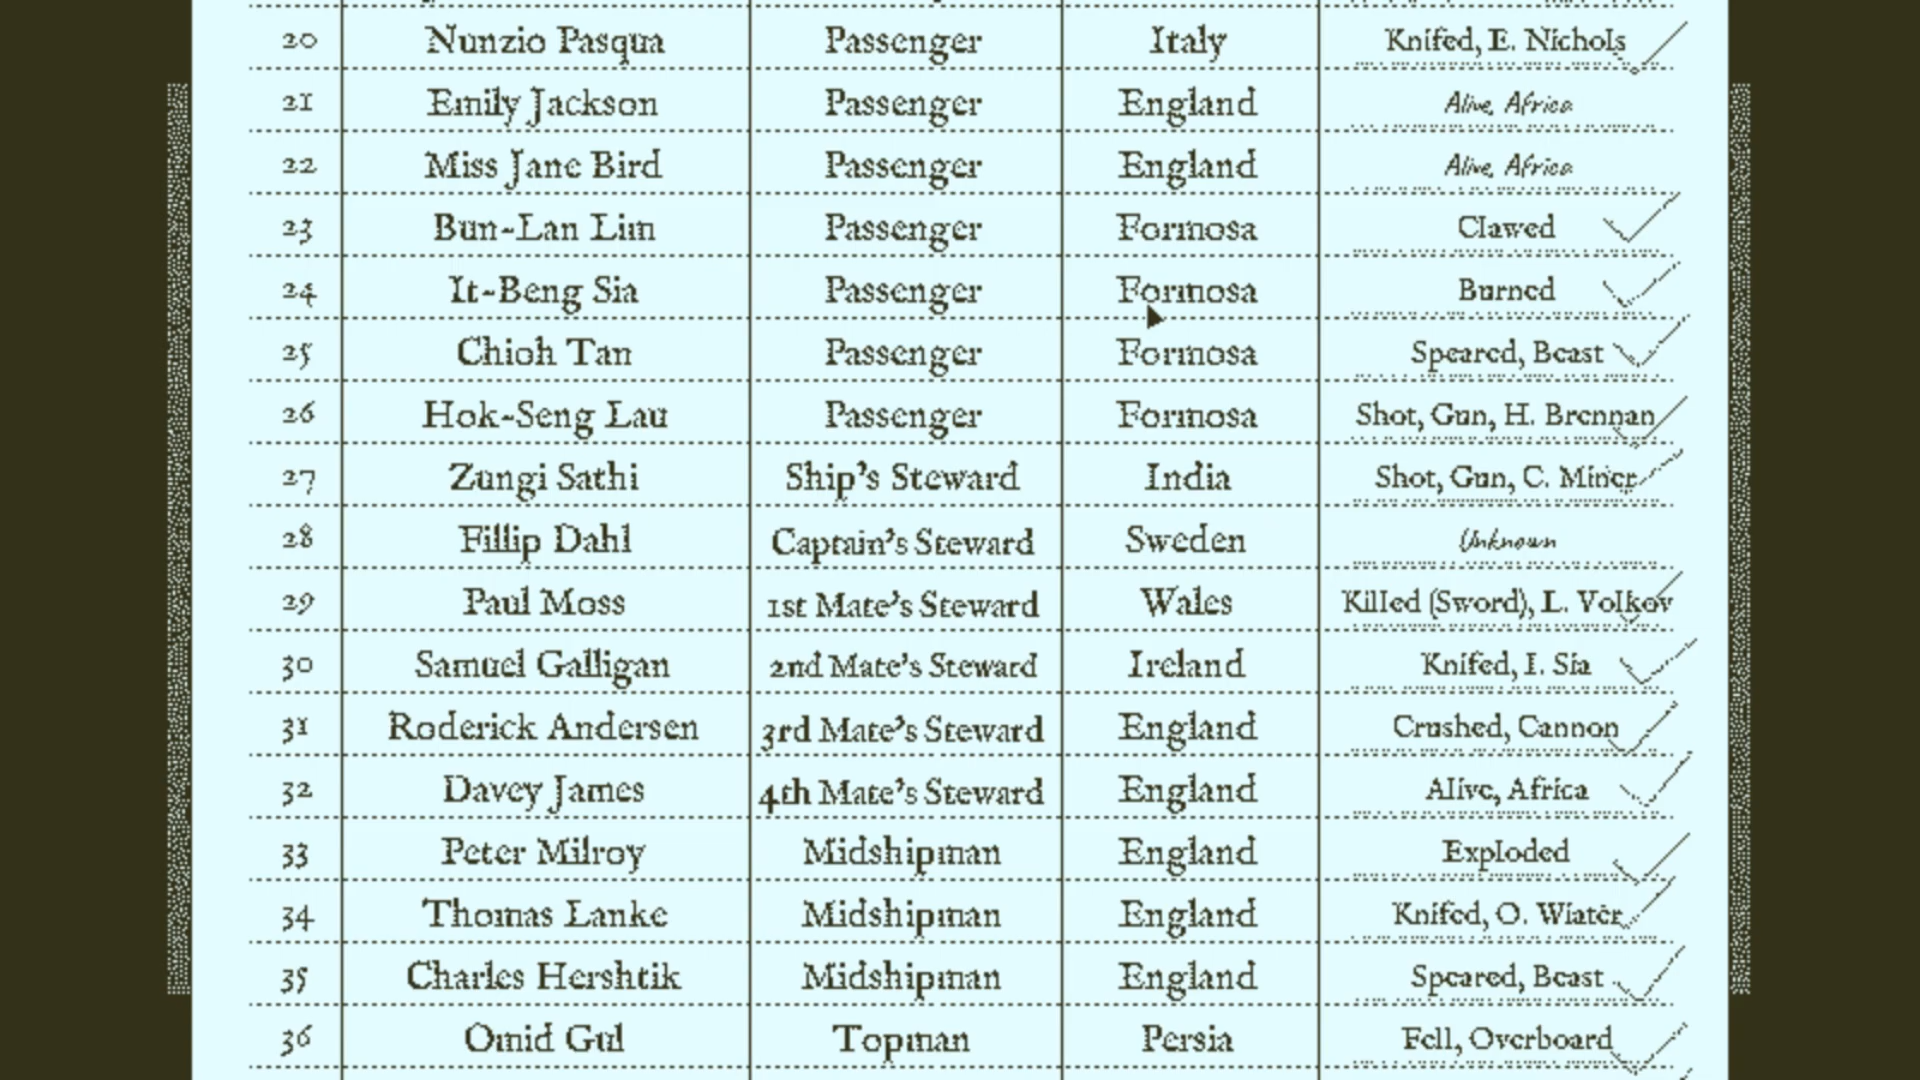 20 Nunzio Pasqua Passenger Italy Knifed, E. Nichols
21 Emily Jackson Passenger England Alive, Africa
22 Miss Jane Bird Passenger England Alive, Africa
23 Bun-Lan Lim Passenger Formosa Clawed
24 It-Beng Sia Passenger Formosa Burned
25 Chioh Tan Passenger Formosa Speared, Beast
26 Hok-Seng Lau Passenger Formosa Shot, Gun, H. Brennan
27 Zungi Sathi Ship's Steward India Shot, Gun, C. Miner
28 Fillip Dahl Captain's Steward Sweden Unknown
29 Paul Moss 1st Mate's Steward Wales Killed (Sword), L. Volkov
30 Samuel Galligan 2nd Mate's Steward Ireland Knifed, I. Sia
31 Roderick Andersen 3rd Mate's Steward England Crushed, Cannon
32 Davey James 4th Mate's Steward England Alive, Africa
33 Peter Milroy Midshipman England Exploded
34 Thomas Lanke Midshipman England Knifed, O. Wiater
35 Charles Hershtik Midshipman England Speared, Beast
36 Omid Gul Topman Persia Fell, Overboard